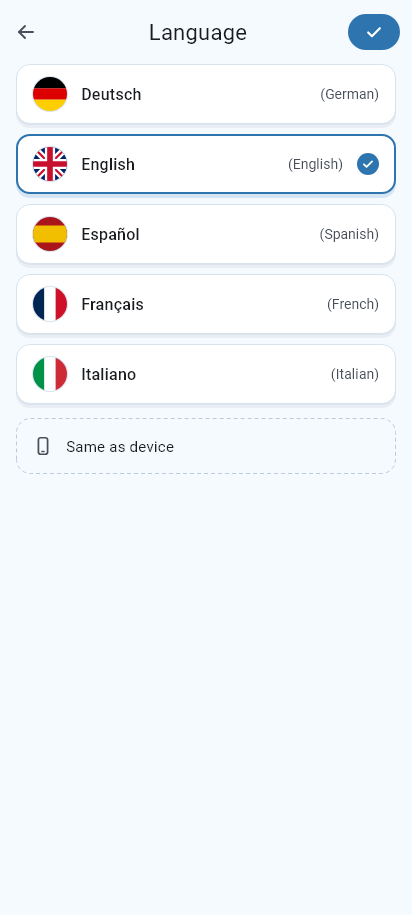 Language
Deutsch (German)
English (English)
Español (Spanish)
Français (French)
Italiano (Italian)
Same as device